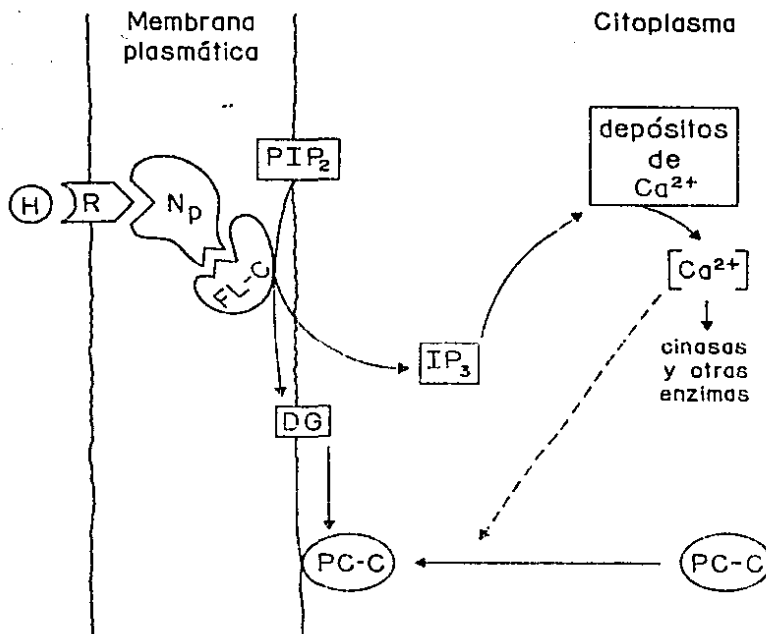 Membrana
plasmática
Citoplasma
PIP₂
depósitos
de
Ca²⁺
H
R
Np
FL-C
[Ca²⁺]
IP₃
cinasas
y otras
enzimas
DG
PC-C
PC-C